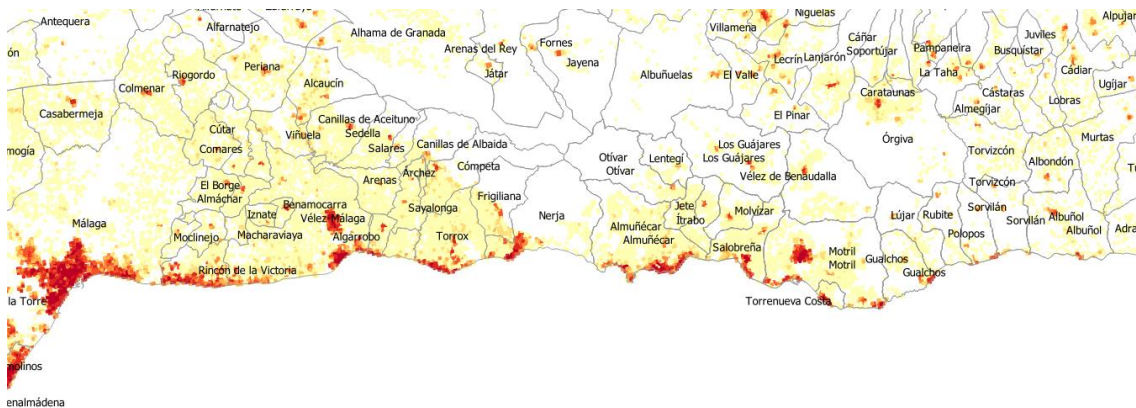 Antequera
Alfarnatejo
Alhama de Granada
Arenas del Rey
Fornes
Villamena
Nigüelas
Cáñar
Soportújar
Juviles
Alpuj
ón
Riogordo
Periana
Alcaucín
Játar
Jayena
Albuñuelas
El Valle
Lecrín
Lanjarón
Pampaneira
Busquístar
Cádiar
Colmenar
La Taha
Cástaras
Ugíjar
Casabermeja
Carataunas
Almegíjar
Lobras
Cútar
Viñuela
Canillas de Aceituno
Sedella
El Pinar
Órgiva
Murtas
mogía
Comares
Salares
Canillas de Albaida
Otívar
Otívar
Lentegí
Los Guájares
Los Guájares
Torvizcón
Albondón
El Borge
Almáchar
Arenas
Árchez
Cómpeta
Vélez de Benaudalla
Torvizcón
Málaga
Iznate
Benamocarra
Sayalonga
Frigiliana
Nerja
Jete
Ítrabo
Molvízar
Lújar
Rubite
Sorvilán
Sorvilán
Albuñol
Albuñol
Adra
Moclinejo
Macharaviaya
Vélez-Málaga
Algarrobo
Torrox
Almuñécar
Almuñécar
Salobreña
Motril
Motril
Gualchos
Gualchos
Polopos
Rincón de la Victoria
la Torre
Torrenueva Costa
molinos
enalmádena